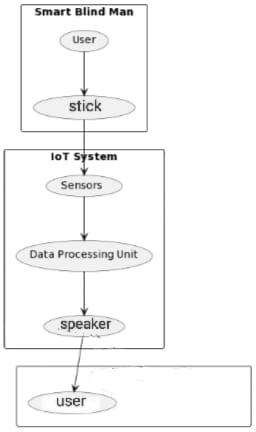 Smart Blind Man
User
stick
IoT System
Sensors
Data Processing Unit
speaker
user